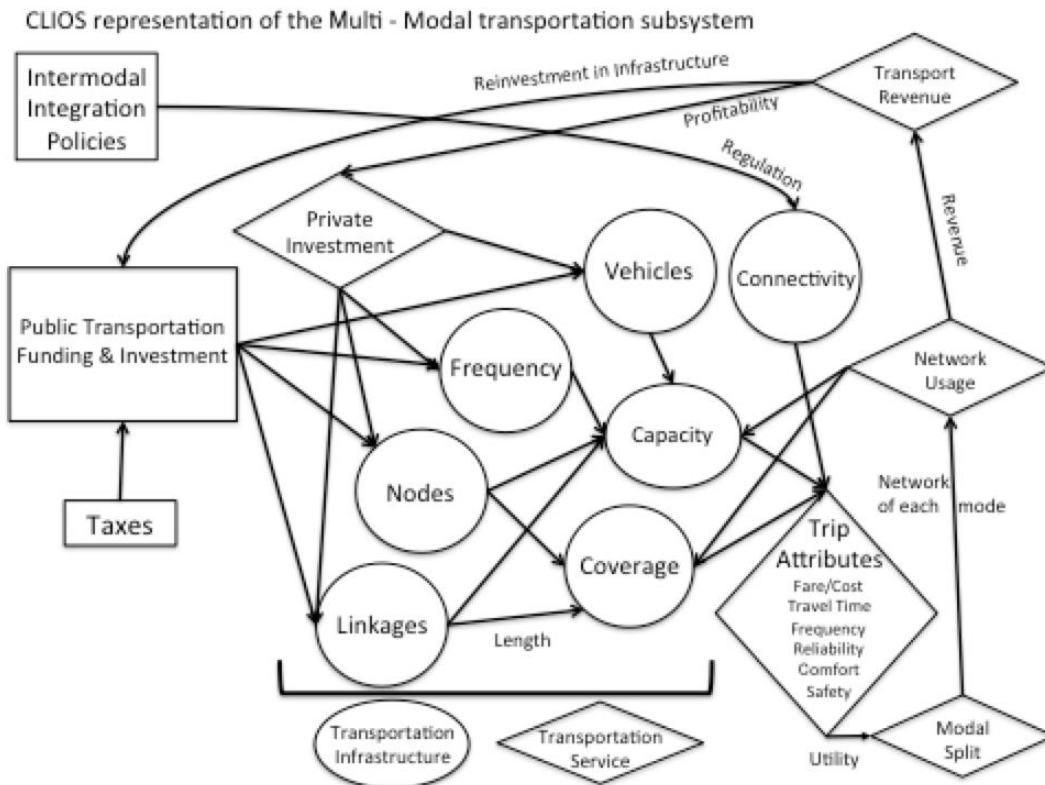 CLIOS representation of the Multi - Modal transportation subsystem
Intermodal
Integration
Policies
Reinvestment in Infrastructure
Transport
Revenue
Profitability
Regulation
Private
Investment
Vehicles
Connectivity
Revenue
Public Transportation
Funding & Investment
Frequency
Network
Usage
Capacity
Nodes
Network
of each mode
Taxes
Trip
Attributes
Fare/Cost
Travel Time
Frequency
Reliability
Comfort
Safety
Coverage
Linkages
Length
Transportation
Infrastructure
Transportation
Service
Utility
Modal
Split